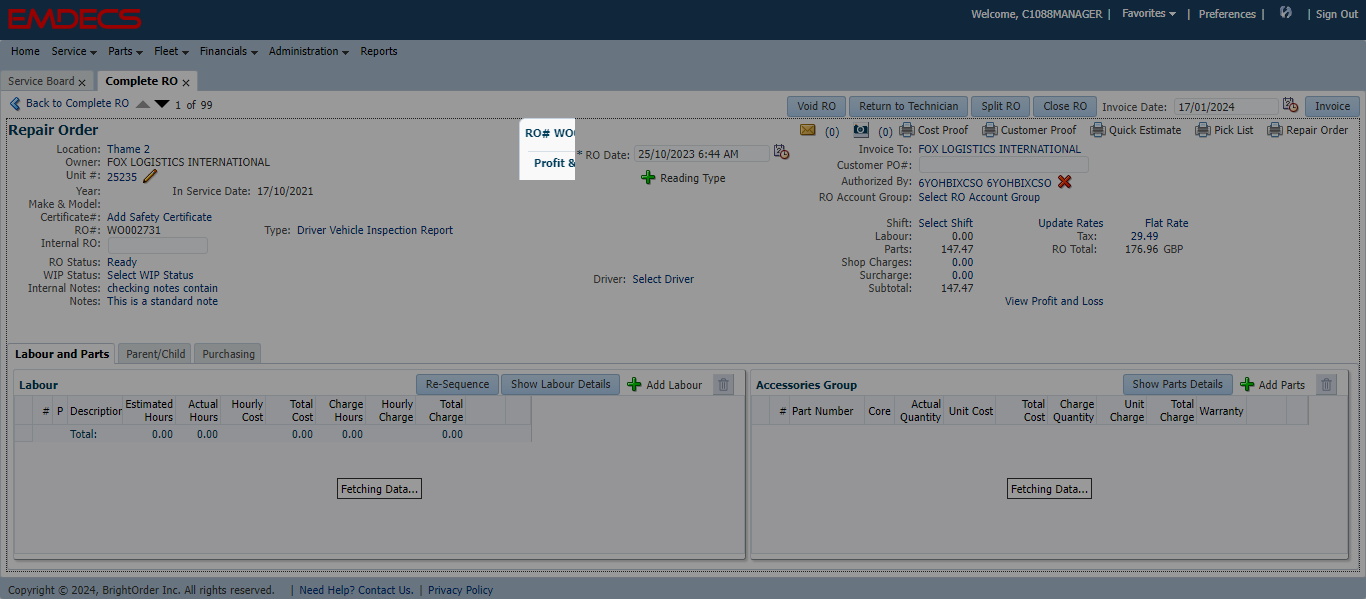 EMDECS
Welcome, C1088MANAGER | Favorites | Preferences | | Sign Out
Home Service Parts Fleet Financials Administration Reports
Service Board x Complete RO x
Back to Complete RO 1 of 99
Void RO Return to Technician Split RO Close RO Invoice Date: 17/01/2024 Invoice
Repair Order
RO# WO
(0) (0) Cost Proof Customer Proof Quick Estimate Pick List Repair Order
Profit &
Location: Thame 2
Owner: FOX LOGISTICS INTERNATIONAL
Unit #: 25235
Year: In Service Date: 17/10/2021
Make & Model:
Certificate#: Add Safety Certificate
RO#: WO002731 Type: Driver Vehicle Inspection Report
Internal RO:
RO Status: Ready
WIP Status: Select WIP Status
Internal Notes: checking notes contain
Notes: This is a standard note
* RO Date: 25/10/2023 6:44 AM
Reading Type
Driver: Select Driver
Invoice To: FOX LOGISTICS INTERNATIONAL
Customer PO#:
Authorized By: 6YOHBIXCSO 6YOHBIXCSO
RO Account Group: Select RO Account Group
Shift: Select Shift Update Rates Flat Rate
Labour: 0.00 Tax: 29.49
Parts: 147.47 RO Total: 176.96 GBP
Shop Charges: 0.00
Surcharge: 0.00
Subtotal: 147.47
View Profit and Loss
Labour and Parts Parent/Child Purchasing
Labour Re-Sequence Show Labour Details Add Labour
# P Description Estimated Hours Actual Hours Hourly Cost Total Cost Charge Hours Hourly Charge Total Charge
Total: 0.00 0.00 0.00 0.00 0.00
Fetching Data...
Accessories Group Show Parts Details Add Parts
# Part Number Core Actual Quantity Unit Cost Total Cost Charge Quantity Unit Charge Total Charge Warranty
Fetching Data...
Copyright © 2024, BrightOrder Inc. All rights reserved. | Need Help? Contact Us. | Privacy Policy